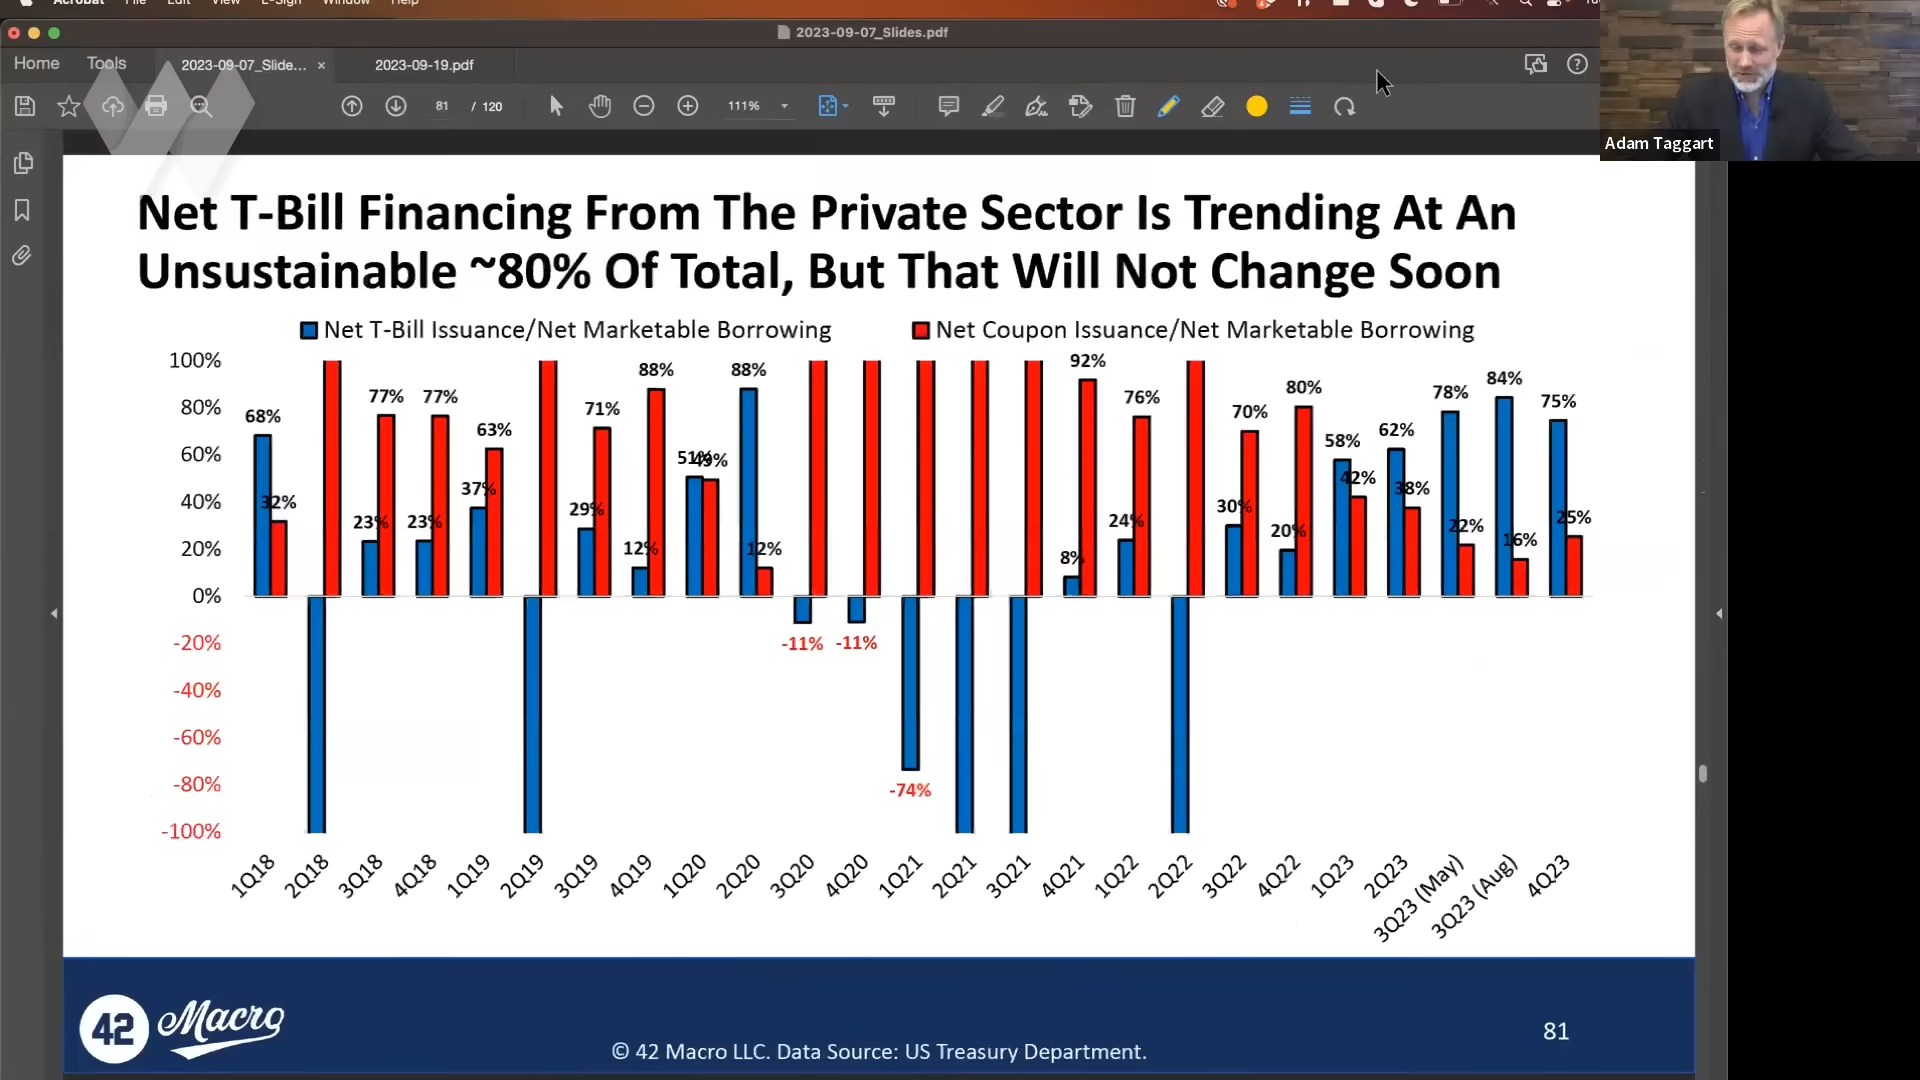 Acrobat File Edit View E-Sign Window Help
2023-09-07_Slides.pdf
Home Tools 2023-09-07_Slide... × 2023-09-19.pdf
81 / 120 111%
Adam Taggart
Net T-Bill Financing From The Private Sector Is Trending At An
Unsustainable ~80% Of Total, But That Will Not Change Soon
Net T-Bill Issuance/Net Marketable Borrowing Net Coupon Issuance/Net Marketable Borrowing
100%
80%
60%
40%
20%
0%
-20%
-40%
-60%
-80%
-100%
68% 32%
23% 77%
23% 77%
37% 63%
29% 71%
12% 88%
51% 49%
88% 12%
-11%
-11%
-74%
8% 92%
24% 76%
30% 70%
20% 80%
58% 42%
62% 38%
78% 22%
84% 16%
75% 25%
1Q18 2Q18 3Q18 4Q18 1Q19 2Q19 3Q19 4Q19 1Q20 2Q20 3Q20 4Q20 1Q21 2Q21 3Q21 4Q21 1Q22 2Q22 3Q22 4Q22 1Q23 2Q23 3Q23 (May) 3Q23 (Aug) 4Q23
42 Macro
© 42 Macro LLC. Data Source: US Treasury Department.
81